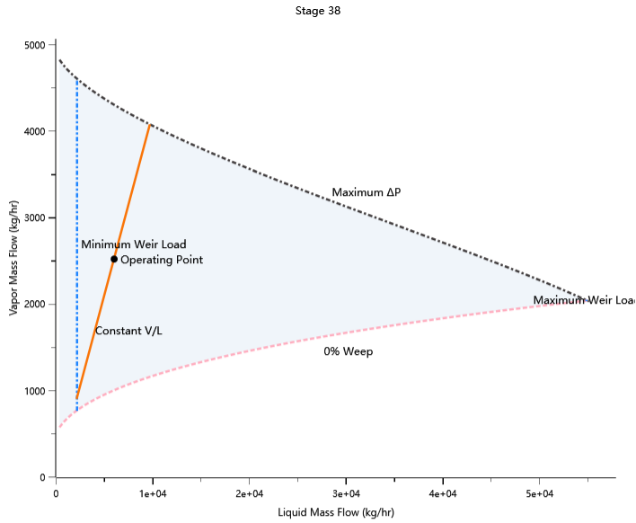 Stage 38
5000
4000
3000
2000
1000
0
Vapor Mass Flow (kg/hr)
Maximum ΔP
Minimum Weir Load
Operating Point
Maximum Weir Loa
Constant V/L
0% Weep
0
1e+04
2e+04
3e+04
4e+04
5e+04
Liquid Mass Flow (kg/hr)